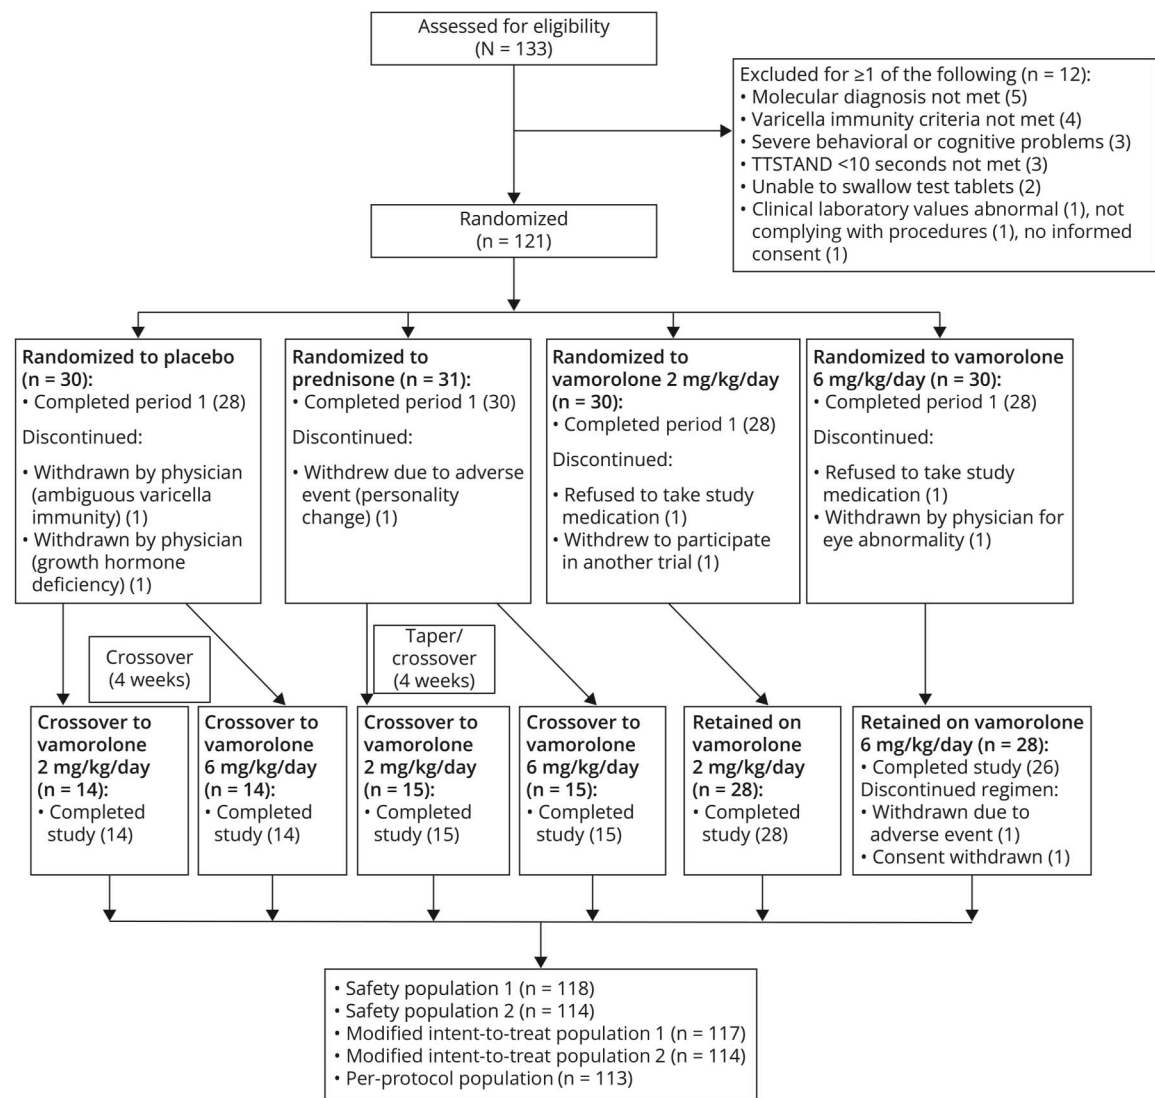 Assessed for eligibility
(N = 133)
Excluded for ≥1 of the following (n = 12):
• Molecular diagnosis not met (5)
• Varicella immunity criteria not met (4)
• Severe behavioral or cognitive problems (3)
• TTSTAND <10 seconds not met (3)
• Unable to swallow test tablets (2)
• Clinical laboratory values abnormal (1), not
complying with procedures (1), no informed
consent (1)
Randomized
(n = 121)
Randomized to placebo
(n = 30):
• Completed period 1 (28)
Discontinued:
• Withdrawn by physician
(ambiguous varicella
immunity) (1)
• Withdrawn by physician
(growth hormone
deficiency) (1)
Randomized to
prednisone (n = 31):
• Completed period 1 (30)
Discontinued:
• Withdrew due to adverse
event (personality
change) (1)
Randomized to
vamorolone 2 mg/kg/day
(n = 30):
• Completed period 1 (28)
Discontinued:
• Refused to take study
medication (1)
• Withdrew to participate
in another trial (1)
Randomized to vamorolone
6 mg/kg/day (n = 30):
• Completed period 1 (28)
Discontinued:
• Refused to take study
medication (1)
• Withdrawn by physician for
eye abnormality (1)
Crossover
(4 weeks)
Taper/
crossover
(4 weeks)
Crossover to
vamorolone
2 mg/kg/day
(n = 14):
• Completed
study (14)
Crossover to
vamorolone
6 mg/kg/day
(n = 14):
• Completed
study (14)
Crossover to
vamorolone
2 mg/kg/day
(n = 15):
• Completed
study (15)
Crossover to
vamorolone
6 mg/kg/day
(n = 15):
• Completed
study (15)
Retained on
vamorolone
2 mg/kg/day
(n = 28):
• Completed
study (28)
Retained on vamorolone
6 mg/kg/day (n = 28):
• Completed study (26)
Discontinued regimen:
• Withdrawn due to
adverse event (1)
• Consent withdrawn (1)
• Safety population 1 (n = 118)
• Safety population 2 (n = 114)
• Modified intent-to-treat population 1 (n = 117)
• Modified intent-to-treat population 2 (n = 114)
• Per-protocol population (n = 113)